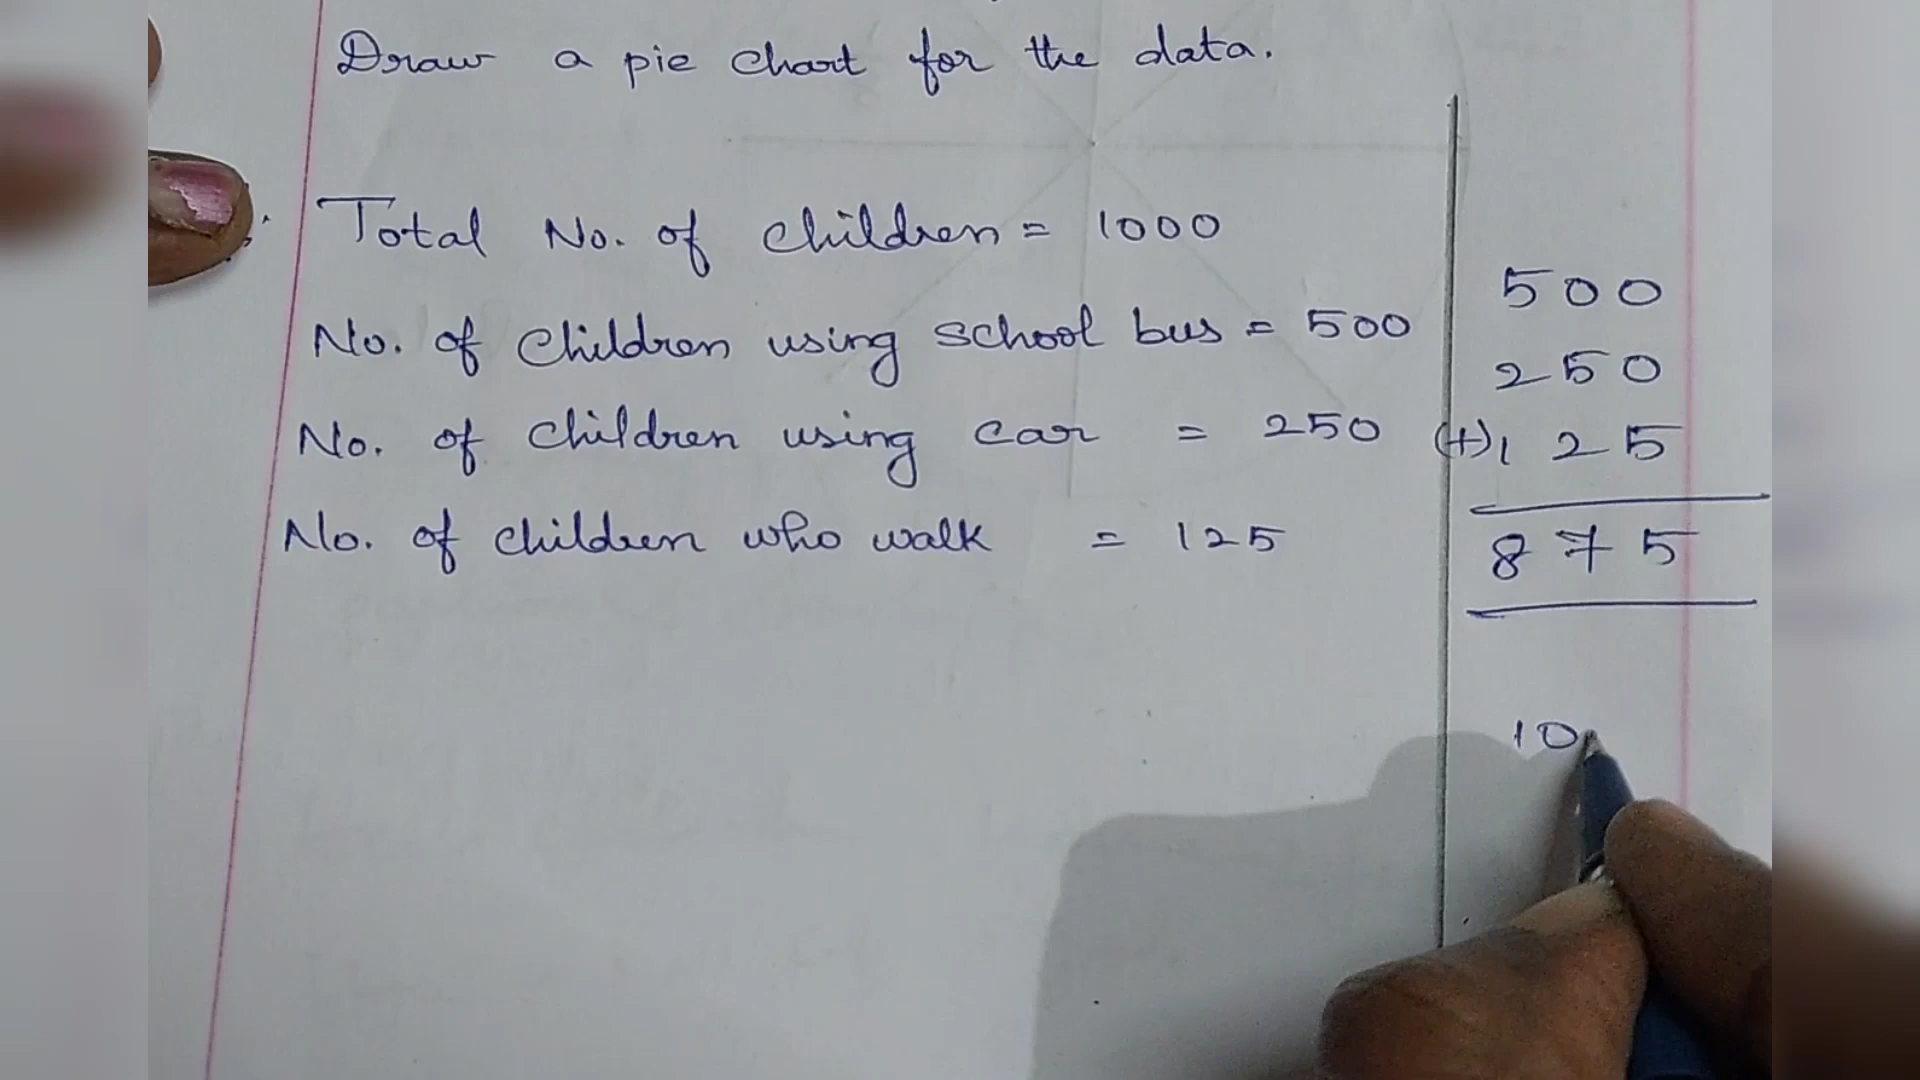 Draw a pie chart for the data.
Total No. of children = 1000
No. of children using school bus = 500
No. of children using car = 250
No. of children who walk = 125
500
250
(+) 125
875
10